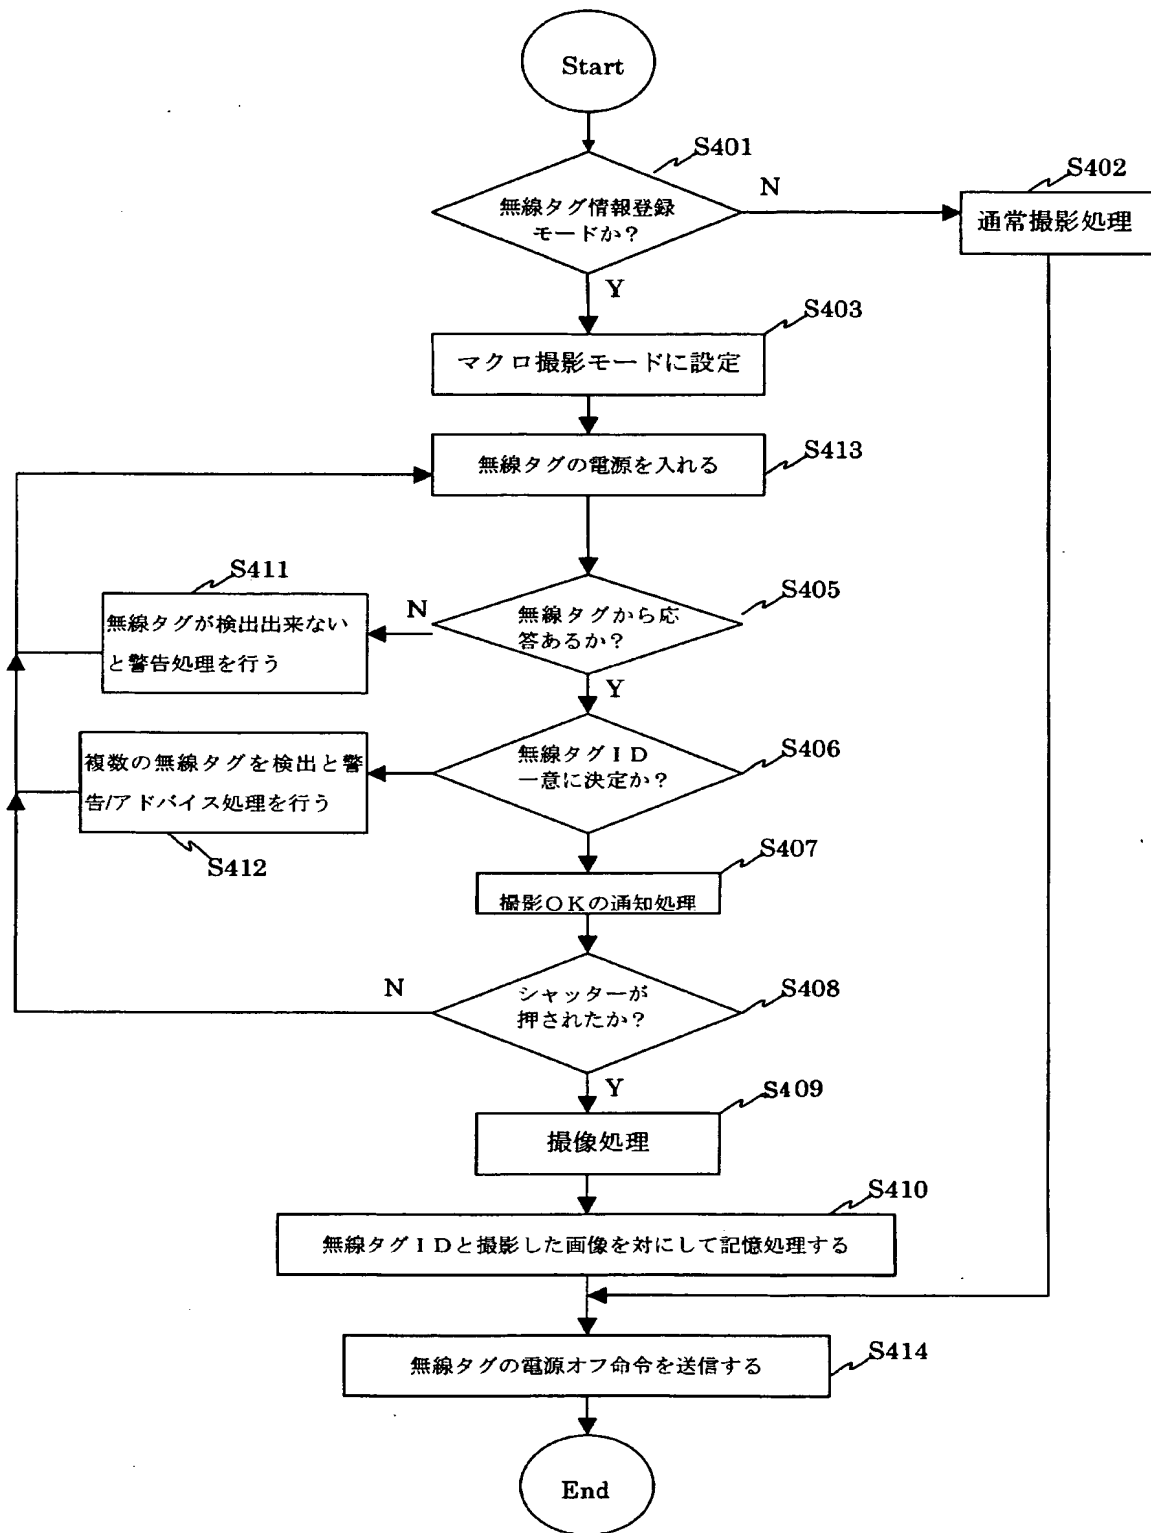 Start
S401
無線タグ情報登録
モードか?
N
S402
通常撮影処理
Y
S403
マクロ撮影モードに設定
無線タグの電源を入れる
S413
S411
無線タグが検出出来ない
と警告処理を行う
N
無線タグから応
答あるか?
S405
Y
複数の無線タグを検出と警
告/アドバイス処理を行う
S412
無線タグID
一意に決定か?
S406
S407
撮影OKの通知処理
N
シャッターが
押されたか?
S408
Y
S409
撮像処理
S410
無線タグIDと撮影した画像を対にして記憶処理する
無線タグの電源オフ命令を送信する
S414
End